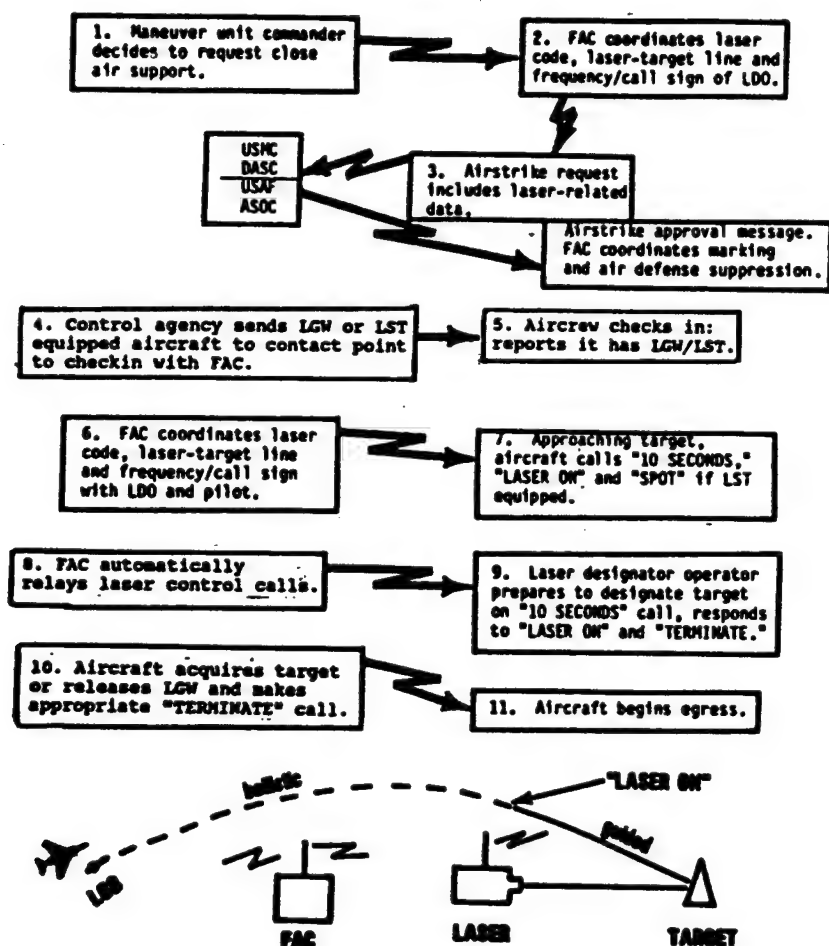 1. Maneuver unit commander
decides to request close
air support.
2. FAC coordinates laser
code, laser-target line and
frequency/call sign of LDO.
USMC
DASC
USAF
ASOC
3. Airstrike request
includes laser-related
data.
Airstrike approval message.
FAC coordinates marking
and air defense suppression.
4. Control agency sends LGW or LST
equipped aircraft to contact point
to checkin with FAC.
5. Aircrew checks in:
reports it has LGW/LST.
6. FAC coordinates laser
code, laser-target line
and frequency/call sign
with LDO and pilot.
7. Approaching target,
aircraft calls "10 SECONDS,"
"LASER ON" and "SPOT" if LST
equipped.
8. FAC automatically
relays laser control calls.
9. Laser designator operator
prepares to designate target
on "10 SECONDS" call, responds
to "LASER ON" and "TERMINATE."
10. Aircraft acquires target
or releases LGW and makes
appropriate "TERMINATE" call.
11. Aircraft begins egress.
ballistic
"LASER ON"
guided
LGB
FAC
LASER
TARGET